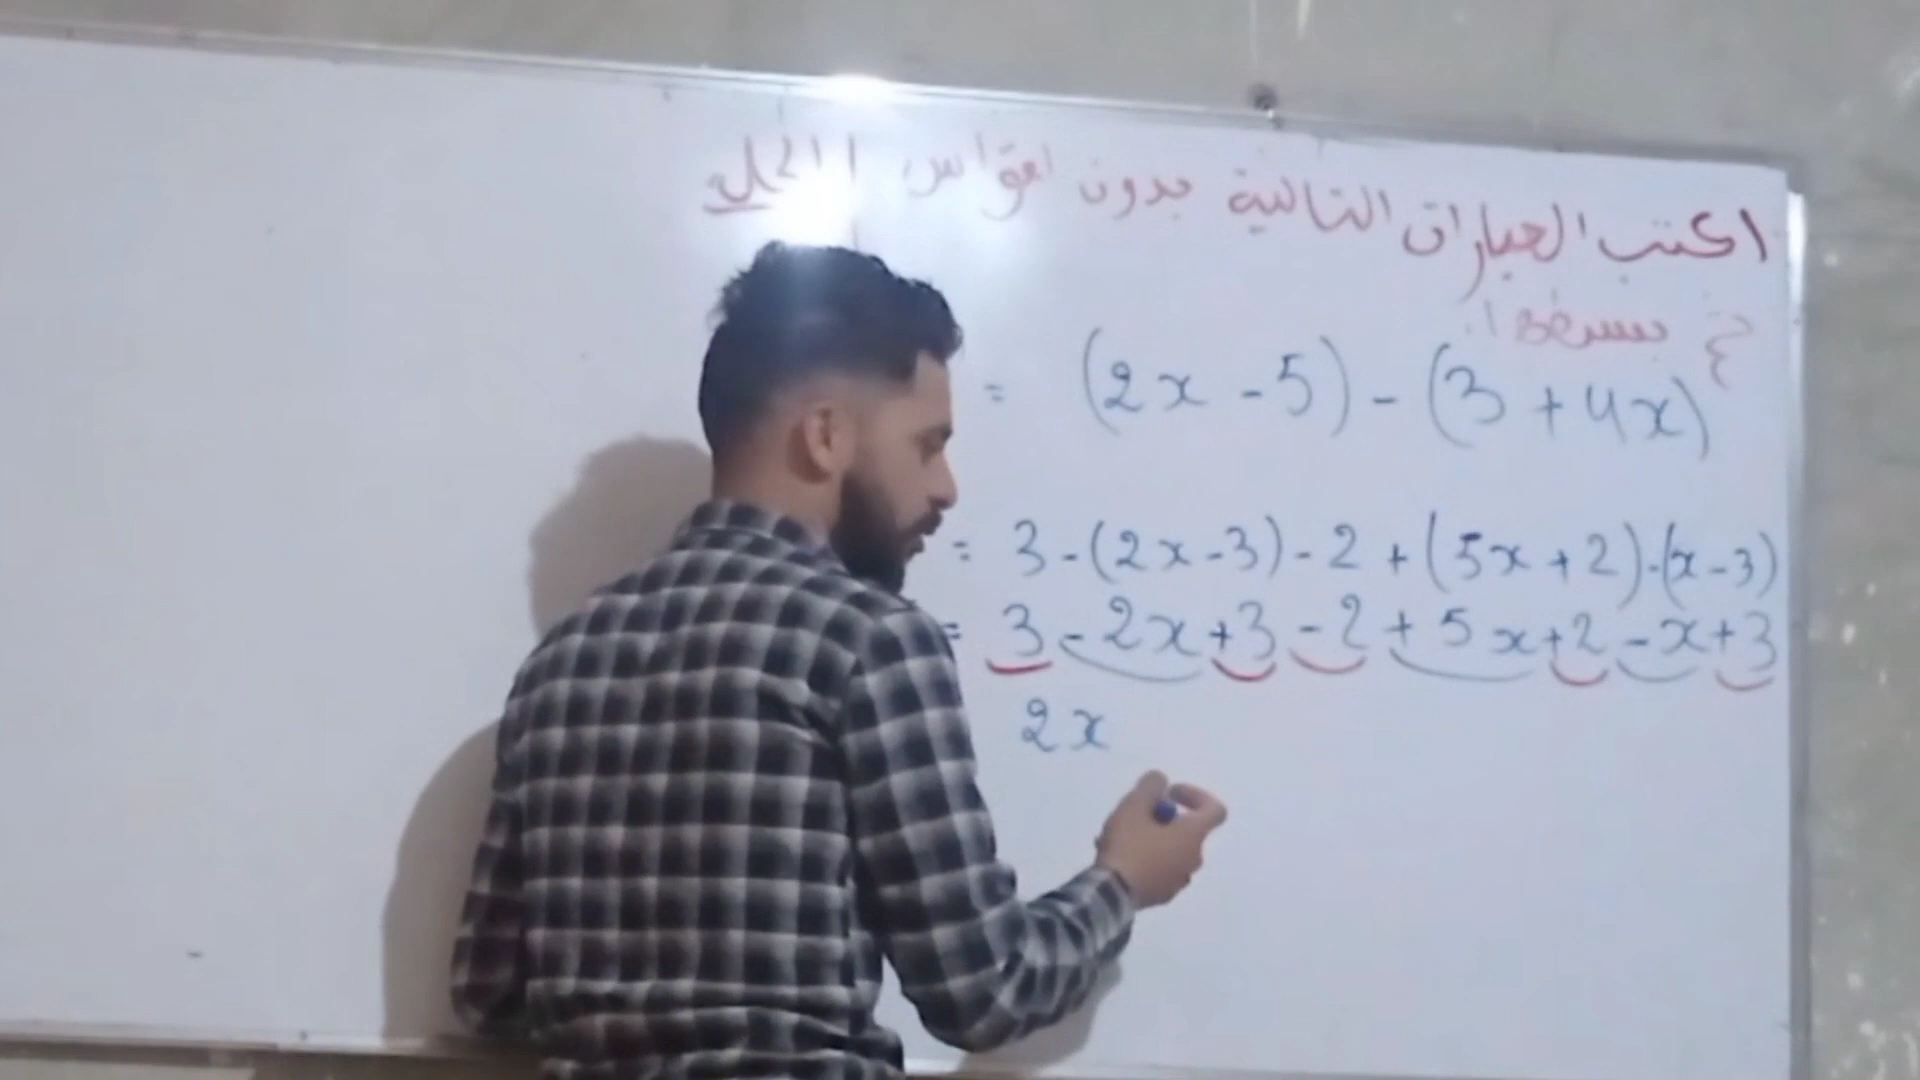 اكتب العبارات التالية بدون اقواس
الحل
ثم بسطها.
= (2x - 5) - (3 + 4x)
= 3 - (2x - 3) - 2 + (5x + 2) - (x - 3)
= 3 - 2x + 3 - 2 + 5x + 2 - x + 3
2x